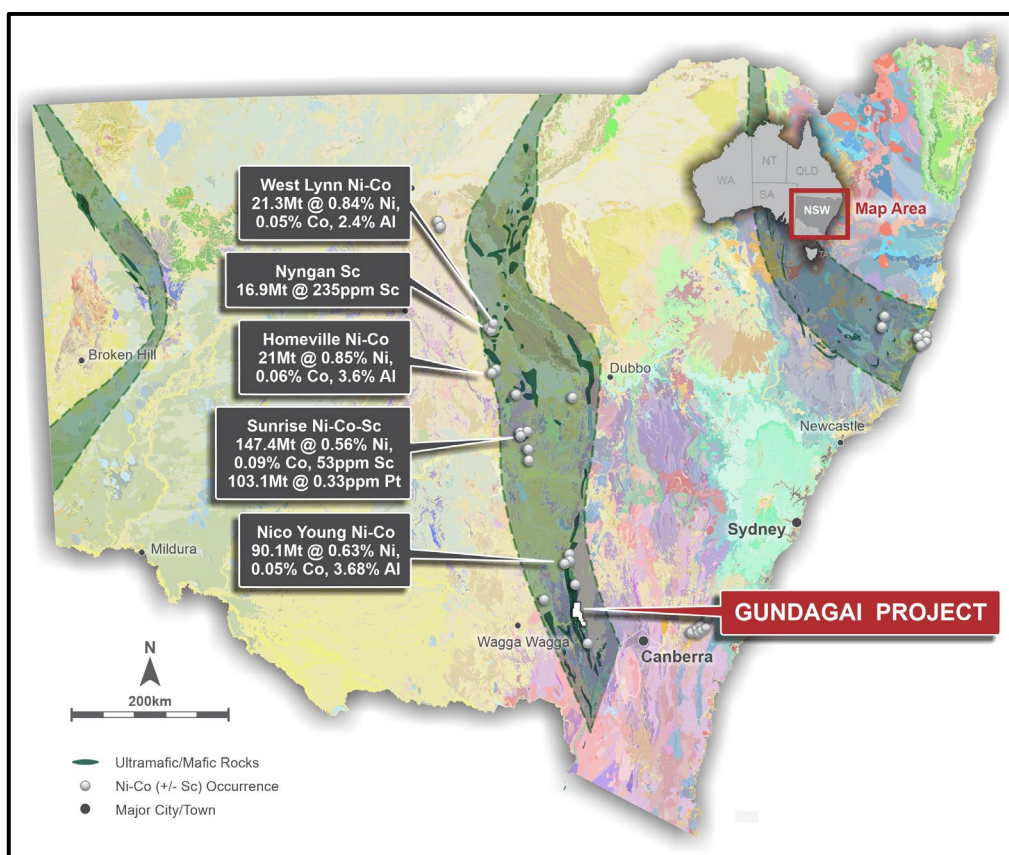 NT
QLD
WA
SA
NSW
Map Area
West Lynn Ni-Co
21.3Mt @ 0.84% Ni,
0.05% Co, 2.4% Al
Nyngan Sc
16.9Mt @ 235ppm Sc
Homeville Ni-Co
21Mt @ 0.85% Ni,
0.06% Co, 3.6% Al
Broken Hill
Dubbo
Sunrise Ni-Co-Sc
147.4Mt @ 0.56% Ni,
0.09% Co, 53ppm Sc
103.1Mt @ 0.33ppm Pt
Newcastle
Sydney
Nico Young Ni-Co
90.1Mt @ 0.63% Ni,
0.05% Co, 3.68% Al
Mildura
GUNDAGAI PROJECT
Wagga Wagga
Canberra
N
200km
Ultramafic/Mafic Rocks
Ni-Co (+/- Sc) Occurrence
Major City/Town